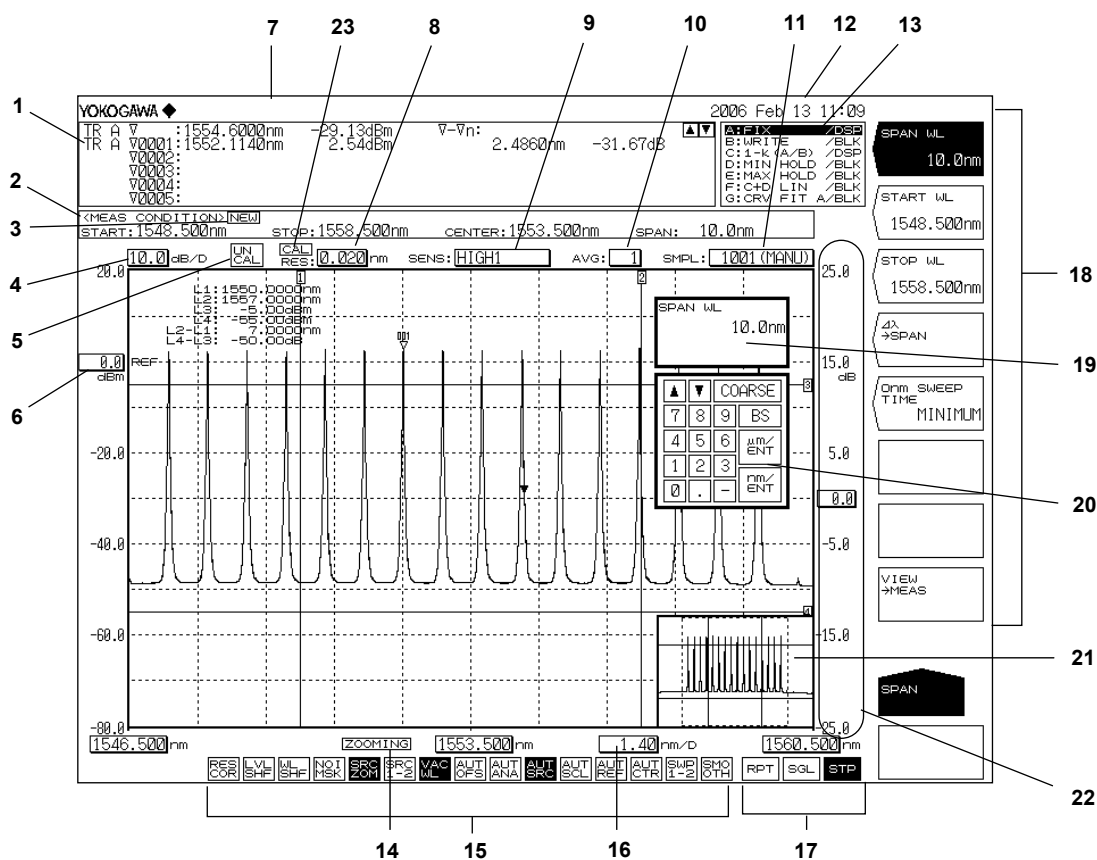 7 23 8 9 10 11 12 13
1
2
3
4
5
6
YOKOGAWA ◆ 2006 Feb 13 11:09
TR A ∇ :1554.6000nm -29.13dBm ∇-∇n: ▲ ▼
TR A ∇0001:1552.1140nm 2.54dBm 2.4860nm -31.67dB
∇0002:
∇0003:
∇0004:
∇0005:
A:FIX /DSP
B:WRITE /BLK
C:1-K(A/B) /DSP
D:MIN HOLD /BLK
E:MAX HOLD /BLK
F:C+D LIN /BLK
G:CRV FIT A/BLK
<MEAS CONDITION> NEW
START:1548.500nm STOP:1558.500nm CENTER:1553.500nm SPAN: 10.0nm
10.0 dB/D UN CAL CAL RES: 0.020 nm SENS: HIGH1 AVG: 1 SMPL: 1001(MANU)
20.0 1 2 25.0
L1:1550.0000nm
L2:1557.0000nm
L3: -5.00dBm
L4: -55.00dBm
L2-L1: 7.0000nm
L4-L3: -50.00dB
001
∇
0.0 REF
dBm
-20.0
-40.0
-60.0
-80.0
SPAN WL
10.0nm
▲ ▼ COARSE
7 8 9 BS
4 5 6 μm/ENT
1 2 3
0 . - nm/ENT
3
4
15.0
dB
5.0
0.0
-5.0
-15.0
-25.0
1546.500 nm ZOOMING 1553.500 nm 1.40 nm/D 1560.500 nm
RES COR LVL SHF WL SHF NOI MSK SRC ZOM SRC 1-2 VAC WL AUT OFS AUT ANA AUT SRC AUT SCL AUT REF AUT CTR SWP 1-2 SMO OTH RPT SGL STP
SPAN WL
10.0nm
START WL
1548.500nm
STOP WL
1558.500nm
Δλ
→SPAN
0nm SWEEP
TIME
MINIMUM
VIEW
→MEAS
SPAN
18
19
20
21
22
14 15 16 17